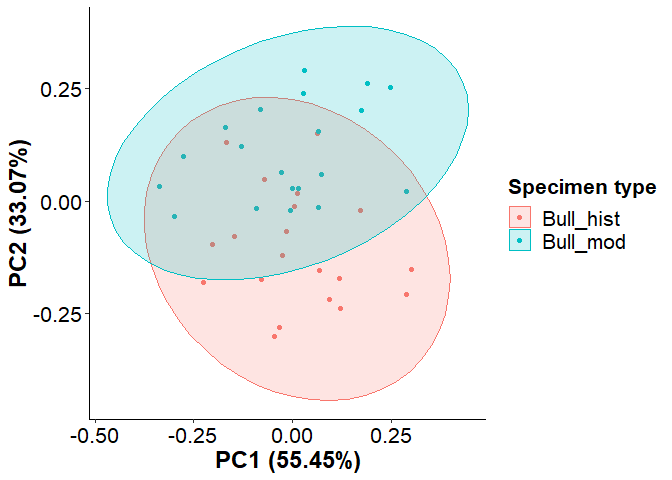 PC2 (33.07%)
0.25
0.00
-0.25
-0.50
-0.25
0.00
0.25
PC1 (55.45%)
Specimen type
Bull_hist
Bull_mod